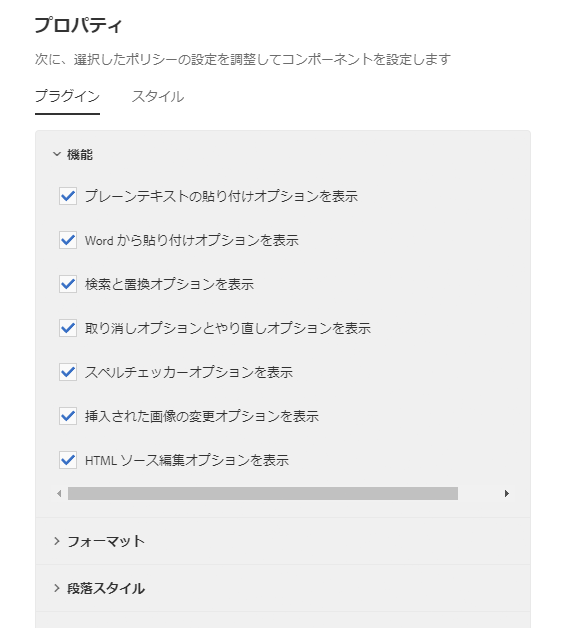 プロパティ
次に、選択したポリシーの設定を調整してコンポーネントを設定します
プラグイン スタイル
機能
プレーンテキストの貼り付けオプションを表示
Word から貼り付けオプションを表示
検索と置換オプションを表示
取り消しオプションとやり直しオプションを表示
スペルチェッカーオプションを表示
挿入された画像の変更オプションを表示
HTML ソース編集オプションを表示
フォーマット
段落スタイル